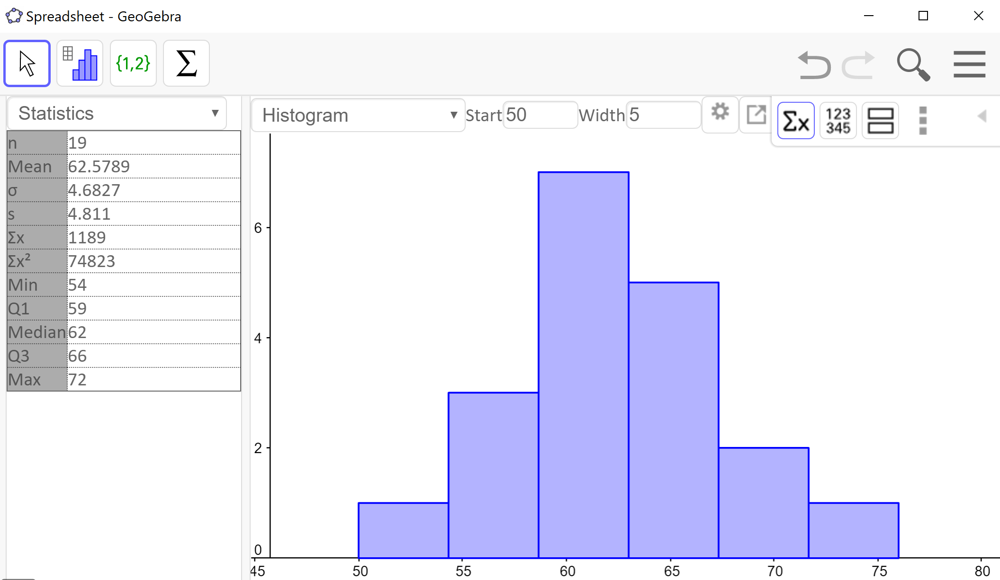 Spreadsheet - GeoGebra
{1,2} Σ
Statistics
Histogram Start 50 Width 5 Σx 123 345
n 19
Mean 62.5789
σ 4.6827
s 4.811
Σx 1189
Σx² 74823
Min 54
Q1 59
Median 62
Q3 66
Max 72
6
4
2
0
45 50 55 60 65 70 75 80